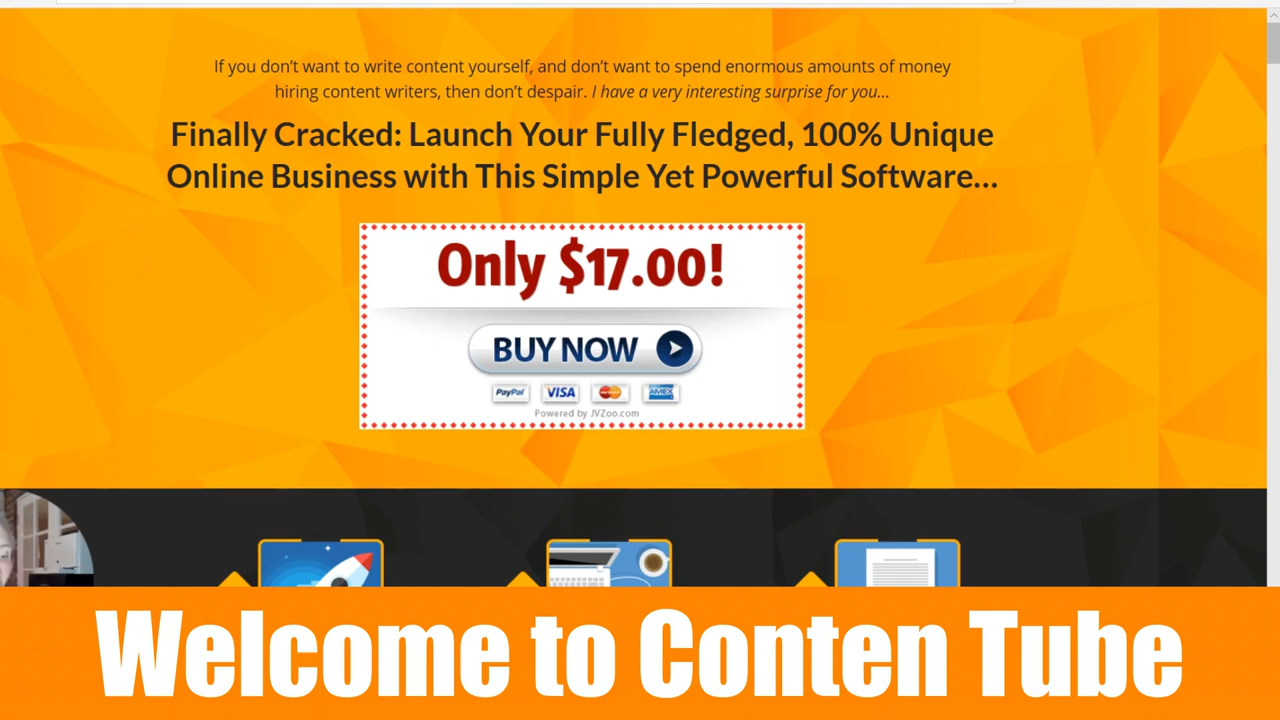 If you don't want to write content yourself, and don't want to spend enormous amounts of money
hiring content writers, then don't despair. I have a very interesting surprise for you...
Finally Cracked: Launch Your Fully Fledged, 100% Unique
Online Business with This Simple Yet Powerful Software...
Only $17.00!
BUY NOW
PayPal VISA MasterCard AMEX
Powered by JVZoo.com
Welcome to Conten Tube